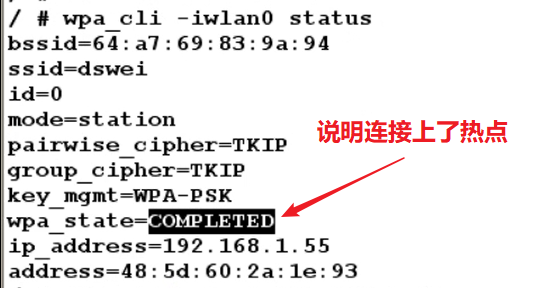 / # wpa_cli -iwlan0 status
bssid=64:a7:69:83:9a:94
ssid=dswei
id=0
mode=station
说明连接上了热点
pairwise_cipher=TKIP
group_cipher=TKIP
key_mgmt=WPA-PSK
wpa_state=COMPLETED
ip_address=192.168.1.55
address=48:5d:60:2a:1e:93